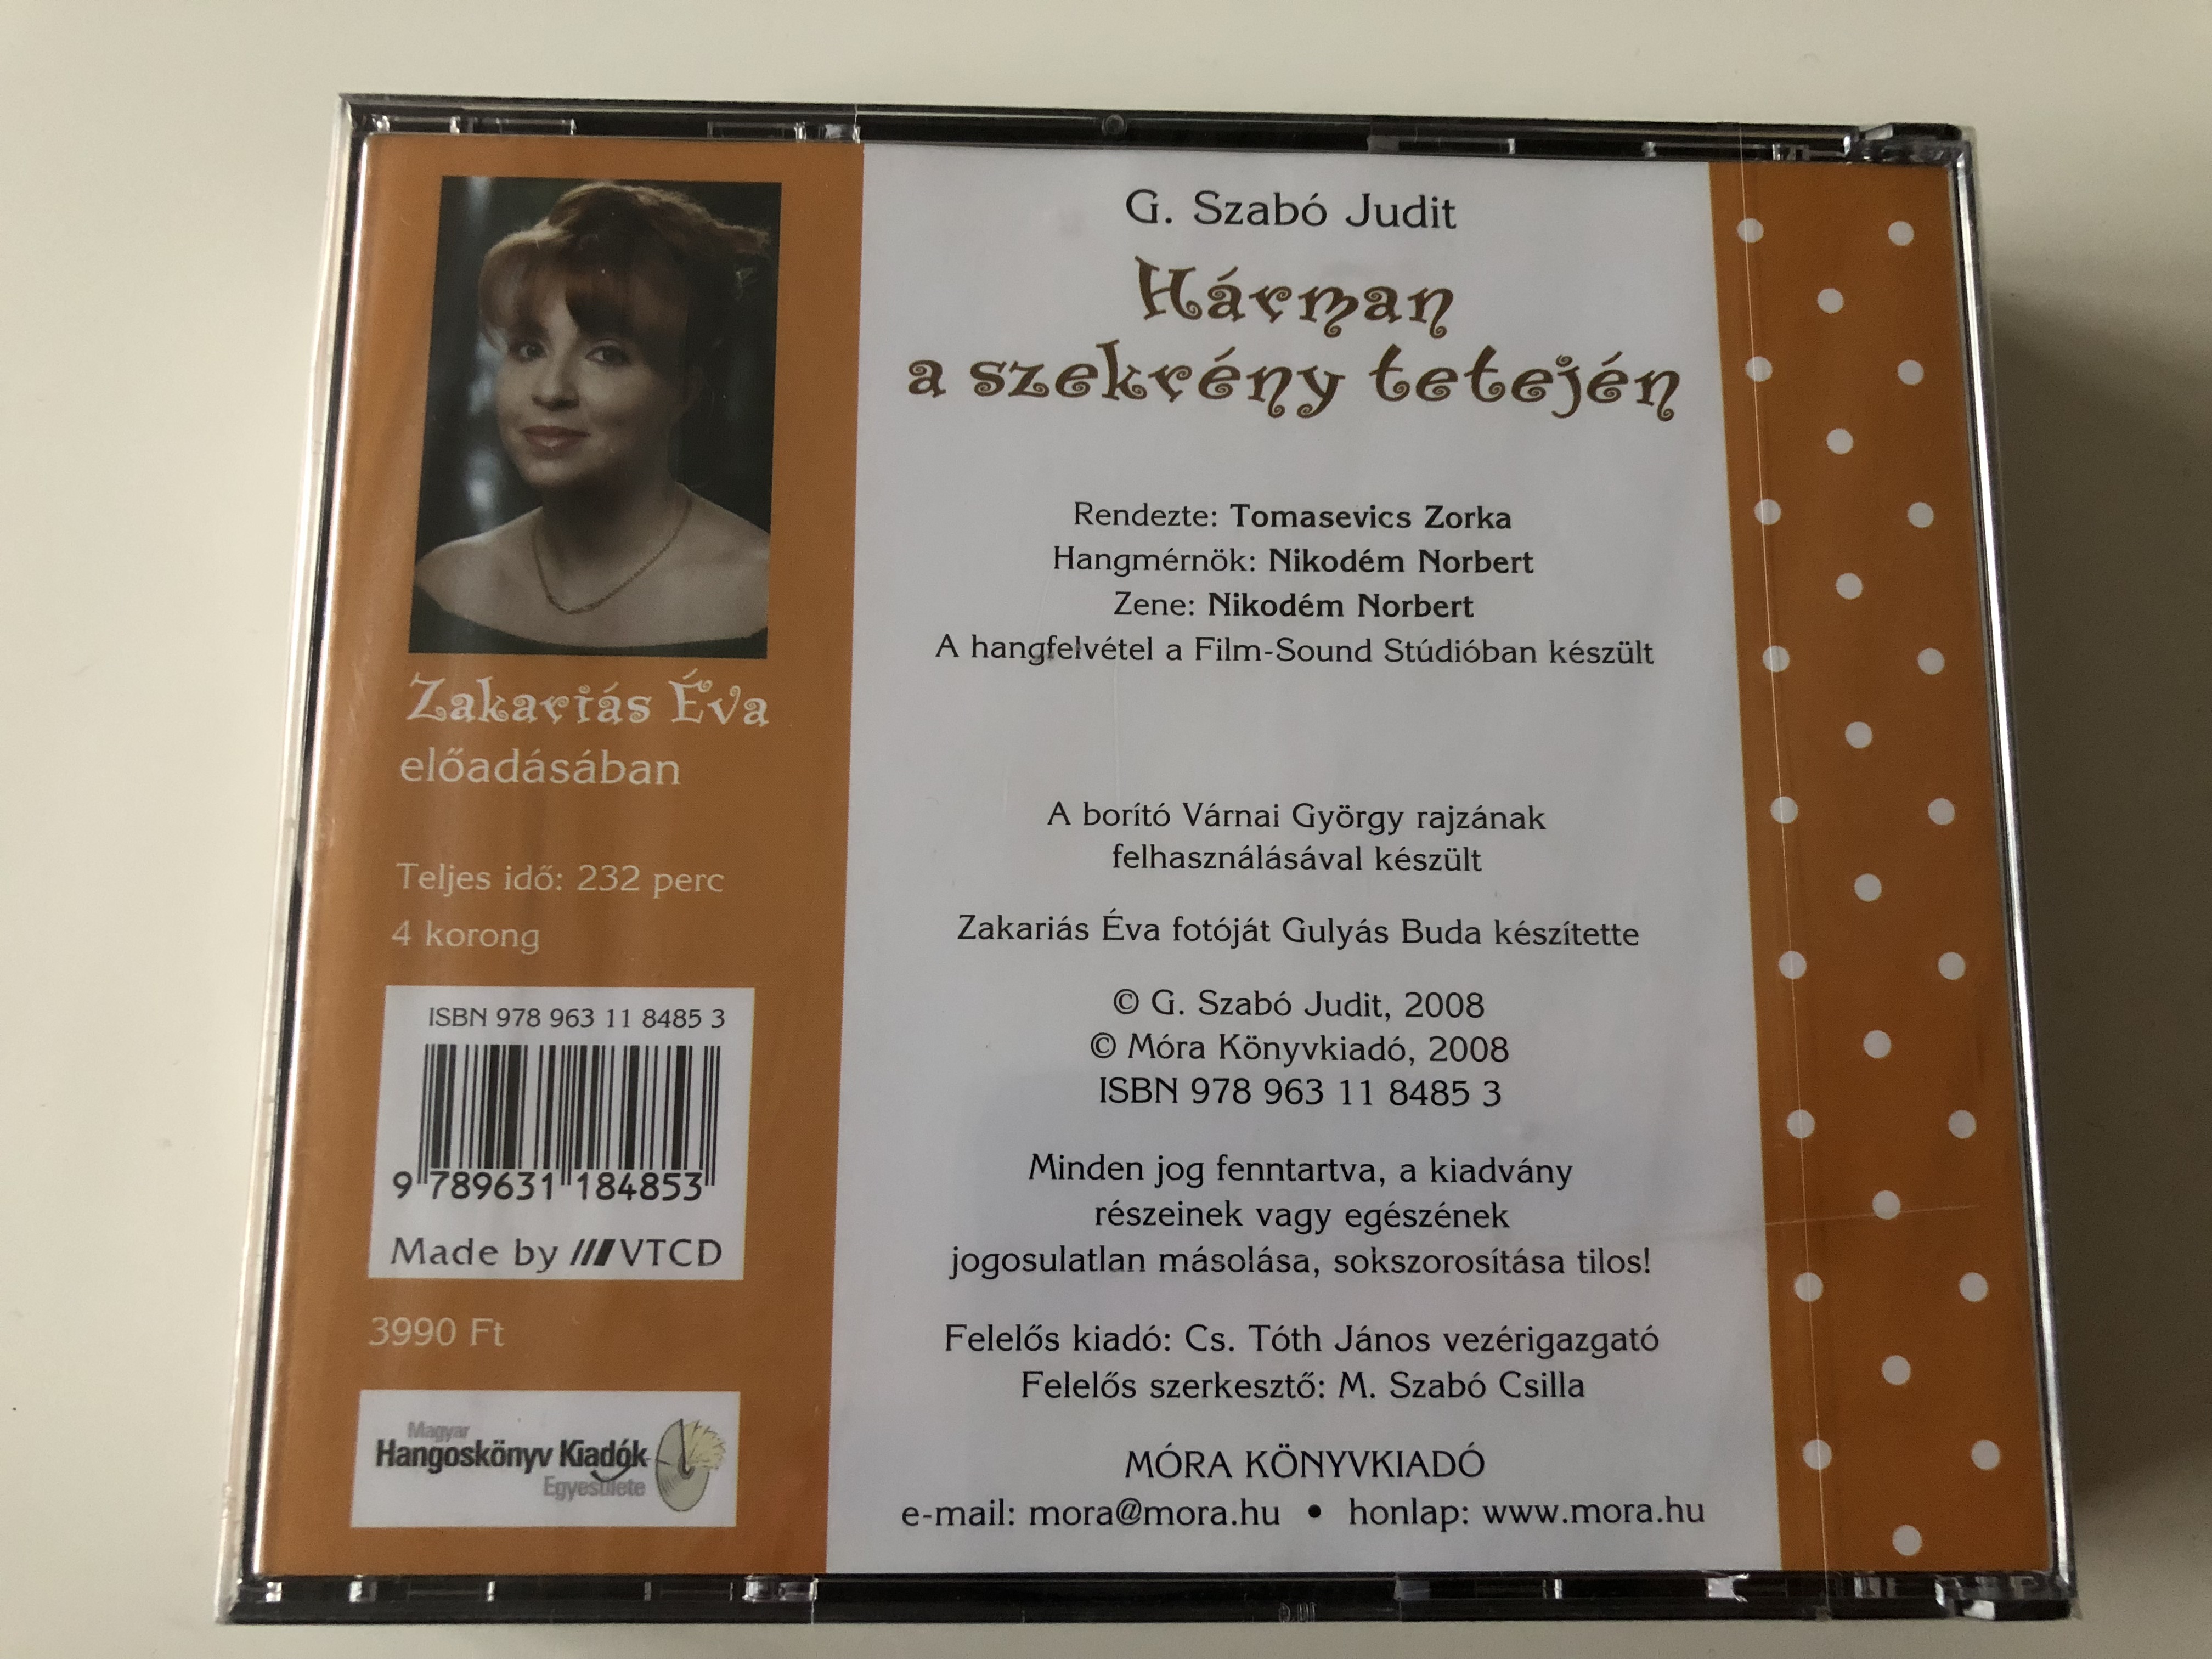 Zakariás Éva
előadásában
Teljes idő: 232 perc
4 korong
ISBN 978 963 11 8485 3
9 789631 184853
Made by VTCD
3990 Ft
Magyar
Hangoskönyv Kiadók
Egyesülete
G. Szabó Judit
Hárman
a szekrény tetején
Rendezte: Tomasevics Zorka
Hangmérnök: Nikodém Norbert
Zene: Nikodém Norbert
A hangfelvétel a Film-Sound Stúdióban készült
A borító Várnai György rajzának
felhasználásával készült
Zakariás Éva fotóját Gulyás Buda készítette
© G. Szabó Judit, 2008
© Móra Könyvkiadó, 2008
ISBN 978 963 11 8485 3
Minden jog fenntartva, a kiadvány
részeinek vagy egészének
jogosulatlan másolása, sokszorosítása tilos!
Felelős kiadó: Cs. Tóth János vezérigazgató
Felelős szerkesztő: M. Szabó Csilla
MÓRA KÖNYVKIADÓ
e-mail: mora@mora.hu • honlap: www.mora.hu